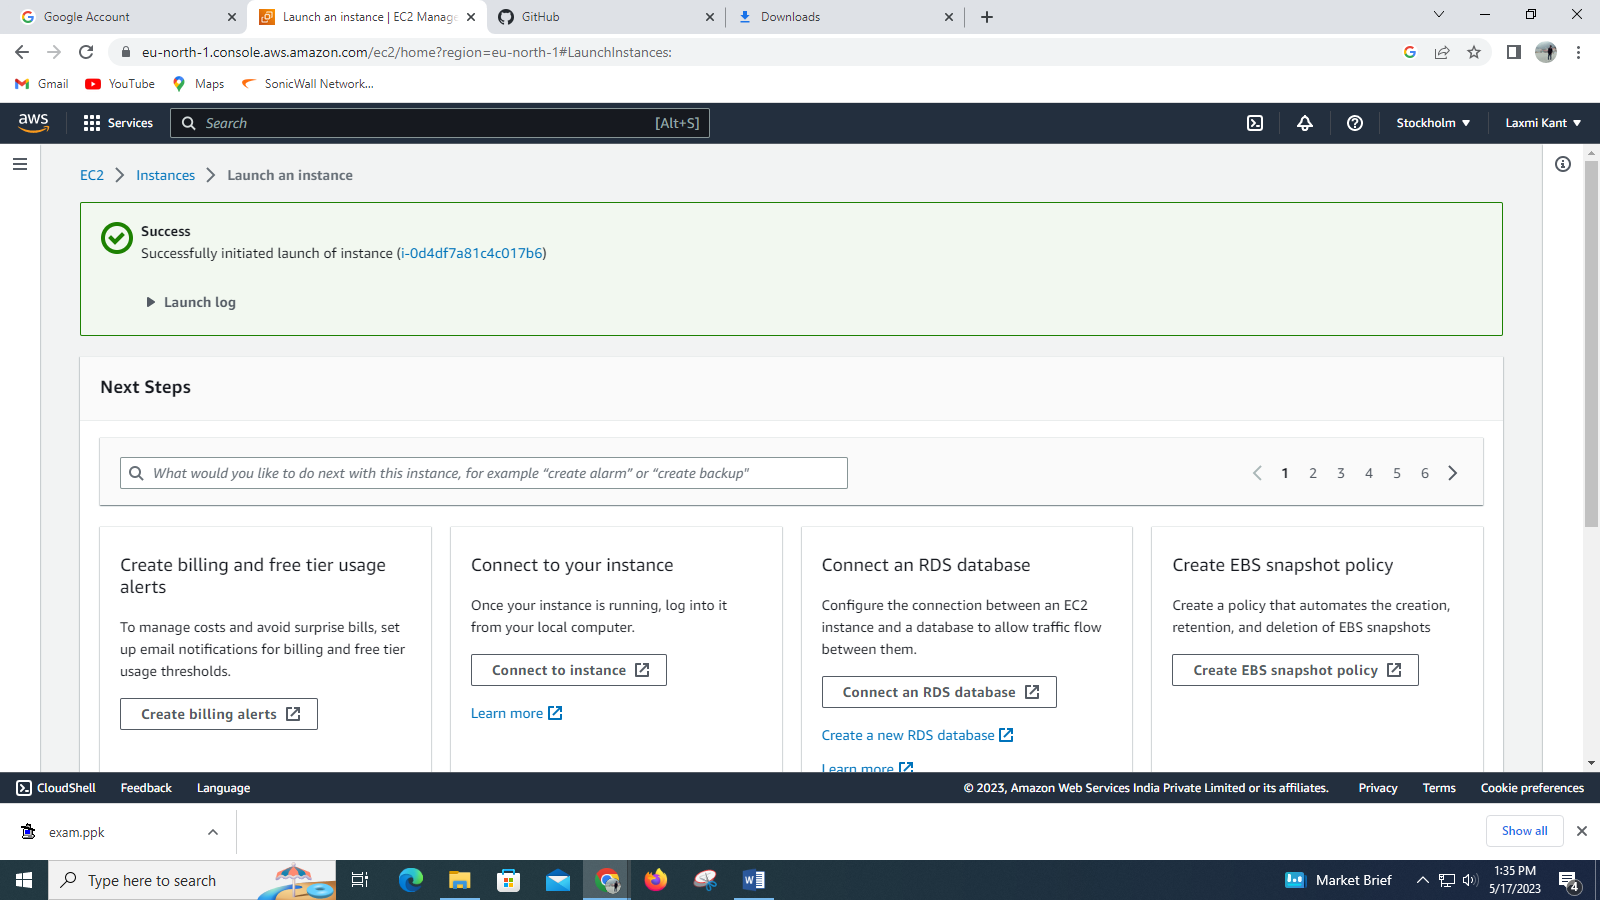 Google Account
Launch an instance | EC2 Manage
GitHub
Downloads
eu-north-1.console.aws.amazon.com/ec2/home?region=eu-north-1#LaunchInstances:
Gmail
YouTube
Maps
SonicWall Network...
aws
Services
Search
[Alt+S]
Stockholm
Laxmi Kant
EC2
Instances
Launch an instance
Success
Successfully initiated launch of instance (i-0d4df7a81c4c017b6)
Launch log
Next Steps
What would you like to do next with this instance, for example “create alarm” or “create backup"
1 2 3 4 5 6
Create billing and free tier usage
alerts
To manage costs and avoid surprise bills, set
up email notifications for billing and free tier
usage thresholds.
Create billing alerts
Connect to your instance
Once your instance is running, log into it
from your local computer.
Connect to instance
Learn more
Connect an RDS database
Configure the connection between an EC2
instance and a database to allow traffic flow
between them.
Connect an RDS database
Create a new RDS database
Learn more
Create EBS snapshot policy
Create a policy that automates the creation,
retention, and deletion of EBS snapshots
Create EBS snapshot policy
CloudShell
Feedback
Language
© 2023, Amazon Web Services India Private Limited or its affiliates.
Privacy
Terms
Cookie preferences
exam.ppk
Show all
Type here to search
Market Brief
1:35 PM
5/17/2023
4